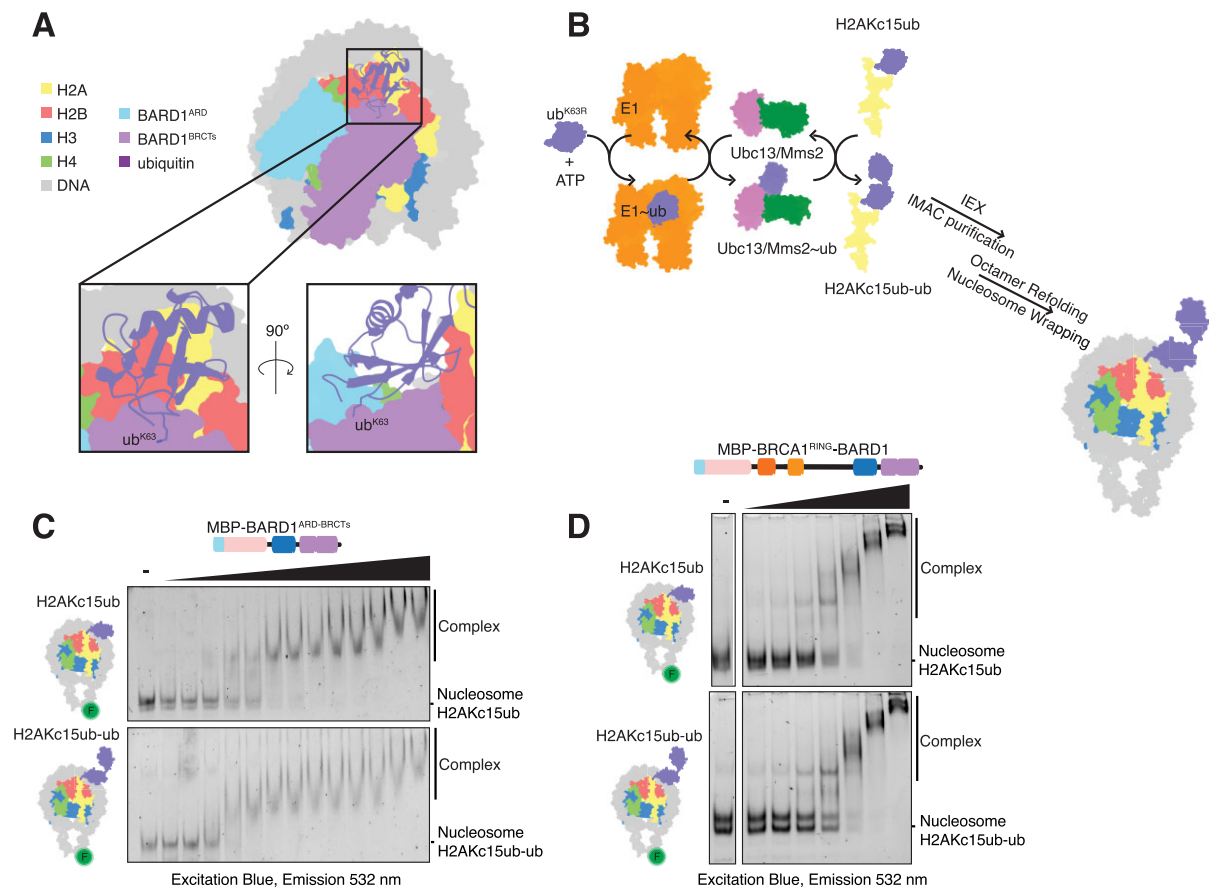 A
H2A
H2B
H3
H4
DNA
BARD1ARD
BARD1BRCTs
ubiquitin
ubK63
90º
ubK63
B
ubK63R
+
ATP
E1
E1~ub
Ubc13/Mms2
Ubc13/Mms2~ub
H2AKc15ub
H2AKc15ub-ub
IEX
IMAC purification
Octamer Refolding
Nucleosome Wrapping
C
MBP-BARD1ARD-BRCTs
-
H2AKc15ub
F
Complex
Nucleosome
H2AKc15ub
H2AKc15ub-ub
F
Complex
Nucleosome
H2AKc15ub-ub
Excitation Blue, Emission 532 nm
D
MBP-BRCA1RING-BARD1
-
H2AKc15ub
F
Complex
Nucleosome
H2AKc15ub
H2AKc15ub-ub
F
Complex
Nucleosome
H2AKc15ub-ub
Excitation Blue, Emission 532 nm